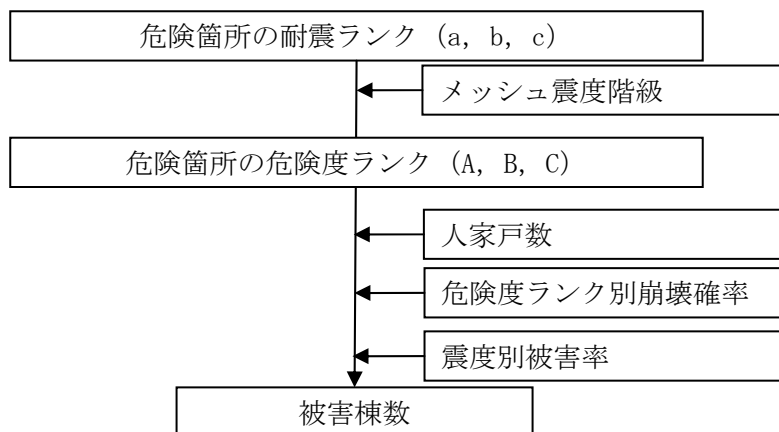 危険箇所の耐震ランク (a, b, c)
メッシュ震度階級
危険箇所の危険度ランク (A, B, C)
人家戸数
危険度ランク別崩壊確率
震度別被害率
被害棟数